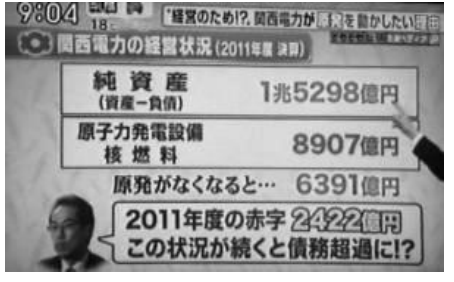 9:04
18
"経営のため!?関西電力が原発を動かしたい理由
関西電力の経営状況(2011年度 決算)
純資産 1兆5298億円
(資産-負債)
原子力発電設備 8907億円
核燃料
原発がなくなると… 6391億円
2011年度の赤字 2422億円
この状況が続くと債務超過に!?